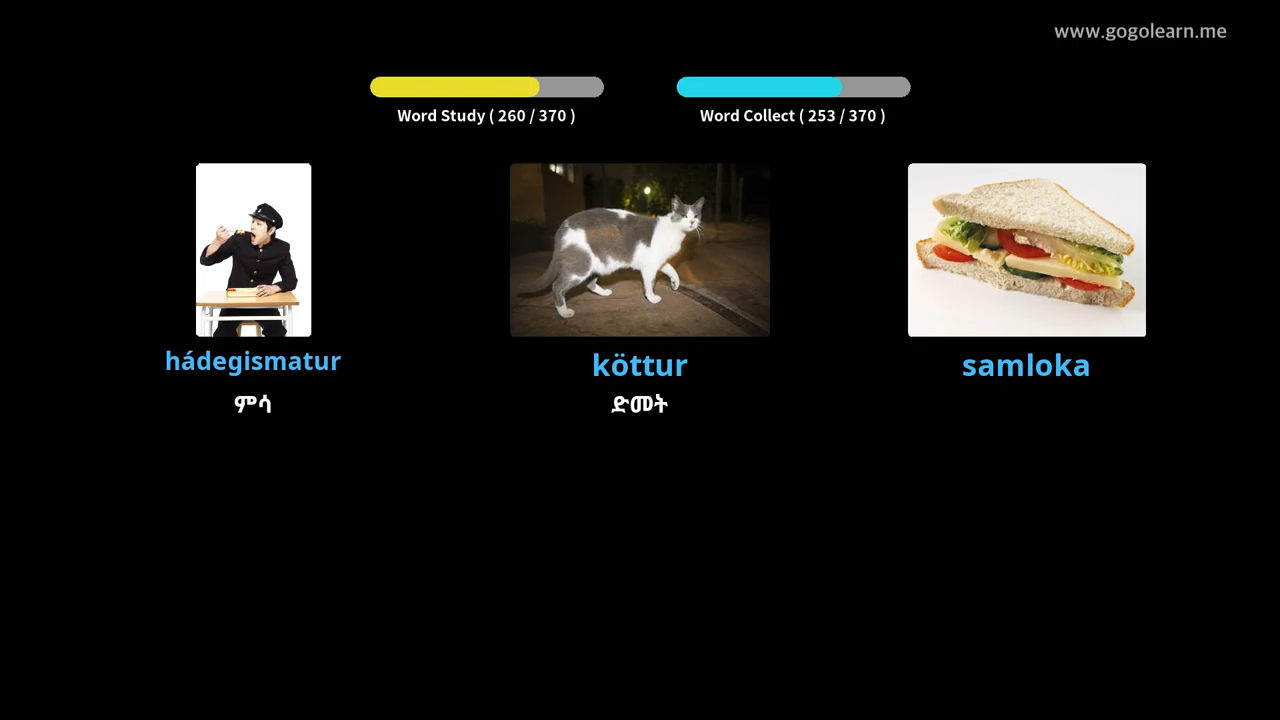 www.gogolearn.me
Word Study ( 260 / 370 )
Word Collect ( 253 / 370 )
hádegismatur
köttur
samloka
ምሳ
ድመት